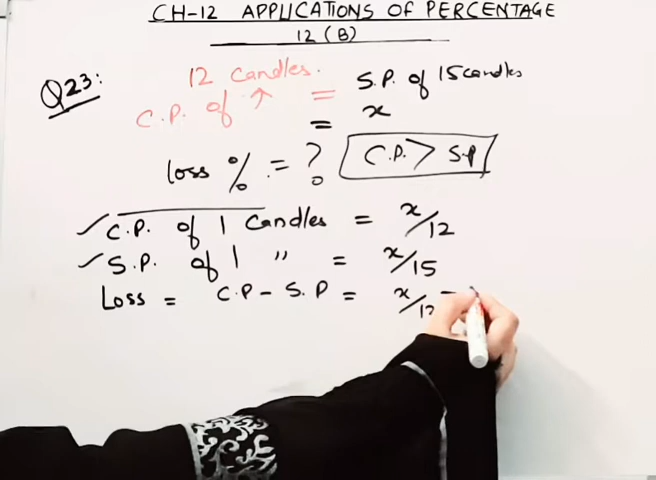 CH-12 APPLICATIONS OF PERCENTAGE
12 (B)
Q23: 12 Candles.
C.P. of ↑ = S.P. of 15 candles
= x
loss % = ? C.P. > S.P
✓ C.P. of 1 Candles = x/12
✓ S.P. of 1 " = x/15
Loss = C.P - S.P = x/12 -